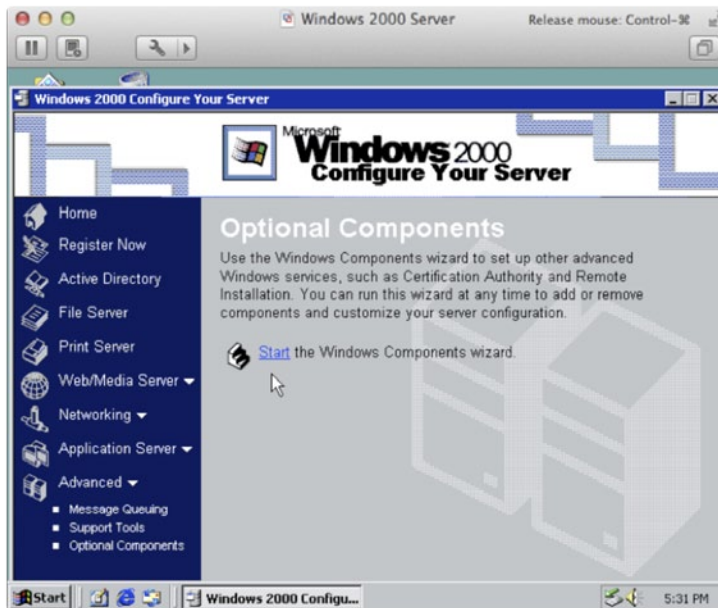 Windows 2000 Server
Release mouse: Control-⌘
Windows 2000 Configure Your Server
Microsoft
Windows 2000
Configure Your Server
Home
Register Now
Active Directory
File Server
Print Server
Web/Media Server
Networking
Application Server
Advanced
Message Queuing
Support Tools
Optional Components
Optional Components
Use the Windows Components wizard to set up other advanced
Windows services, such as Certification Authority and Remote
Installation. You can run this wizard at any time to add or remove
components and customize your server configuration.
Start the Windows Components wizard.
Start
Windows 2000 Configu...
5:31 PM